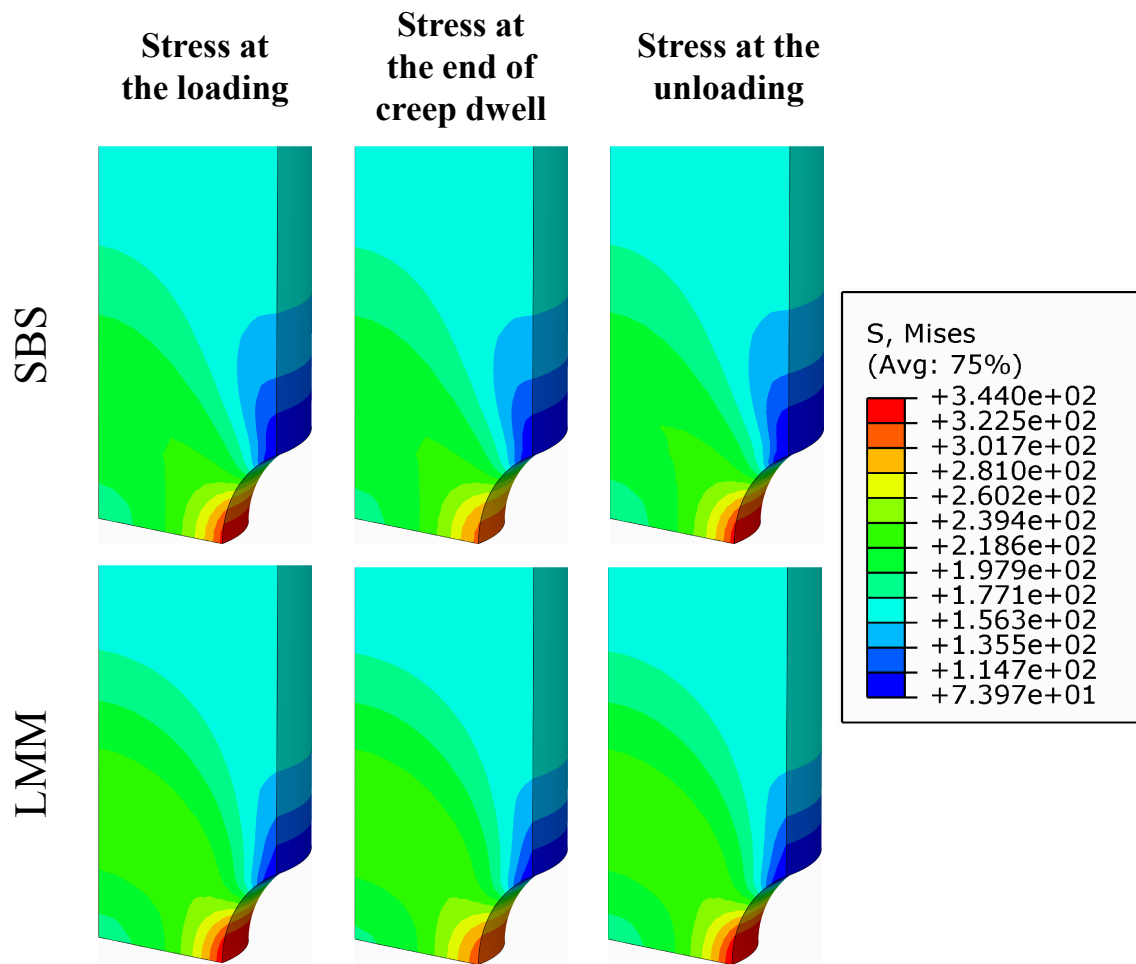 Stress at
the loading
Stress at
the end of
creep dwell
Stress at the
unloading
SBS
LMM
S, Mises
(Avg: 75%)
+3.440e+02
+3.225e+02
+3.017e+02
+2.810e+02
+2.602e+02
+2.394e+02
+2.186e+02
+1.979e+02
+1.771e+02
+1.563e+02
+1.355e+02
+1.147e+02
+7.397e+01